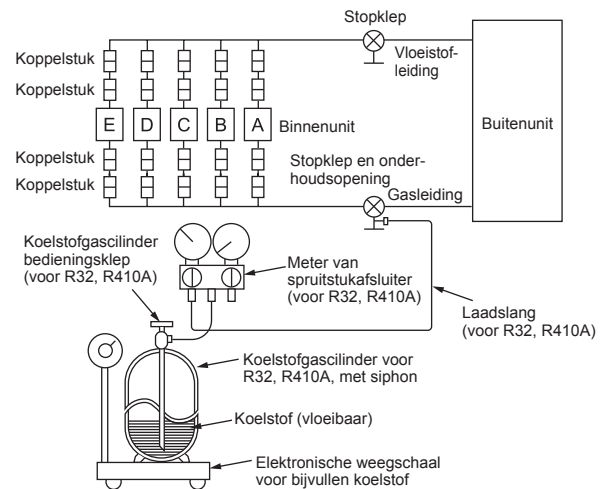 Stopklep
Koppelstuk
Vloeistof-
leiding
Koppelstuk
E D C B A
Binnenunit
Buitenunit
Koppelstuk
Stopklep en onder-
houdsopening
Koppelstuk
Gasleiding
Koelstofgascilinder
bedieningsklep
(voor R32, R410A)
Meter van
spruitstukafsluiter
(voor R32, R410A)
Laadslang
(voor R32, R410A)
Koelstofgascilinder voor
R32, R410A, met siphon
Koelstof (vloeibaar)
Elektronische weegschaal
voor bijvullen koelstof